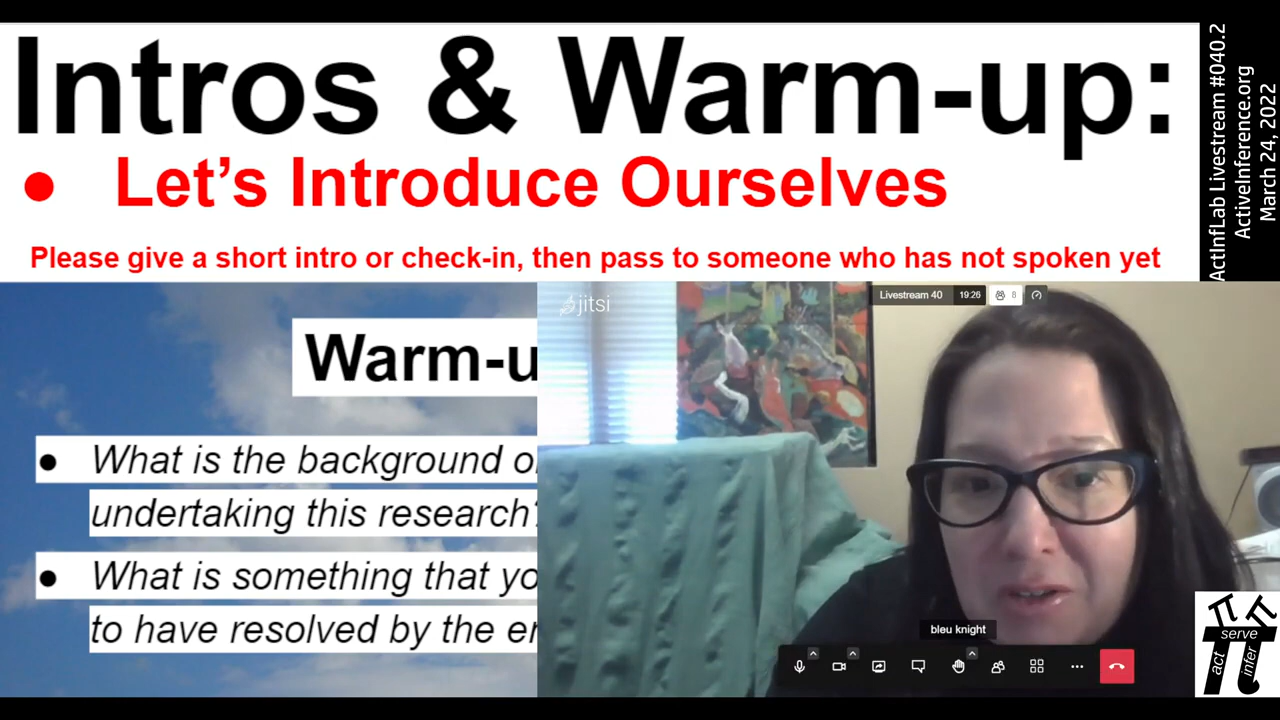 Intros & Warm-up:
● Let's Introduce Ourselves
Please give a short intro or check-in, then pass to someone who has not spoken yet
ActInfLab Livestream #040.2
ActiveInference.org
March 24, 2022
jitsi
Livestream 40 19:26 8
Warm-u
● What is the background o
undertaking this research?
● What is something that yo
to have resolved by the e
bleu knight
act serve infer